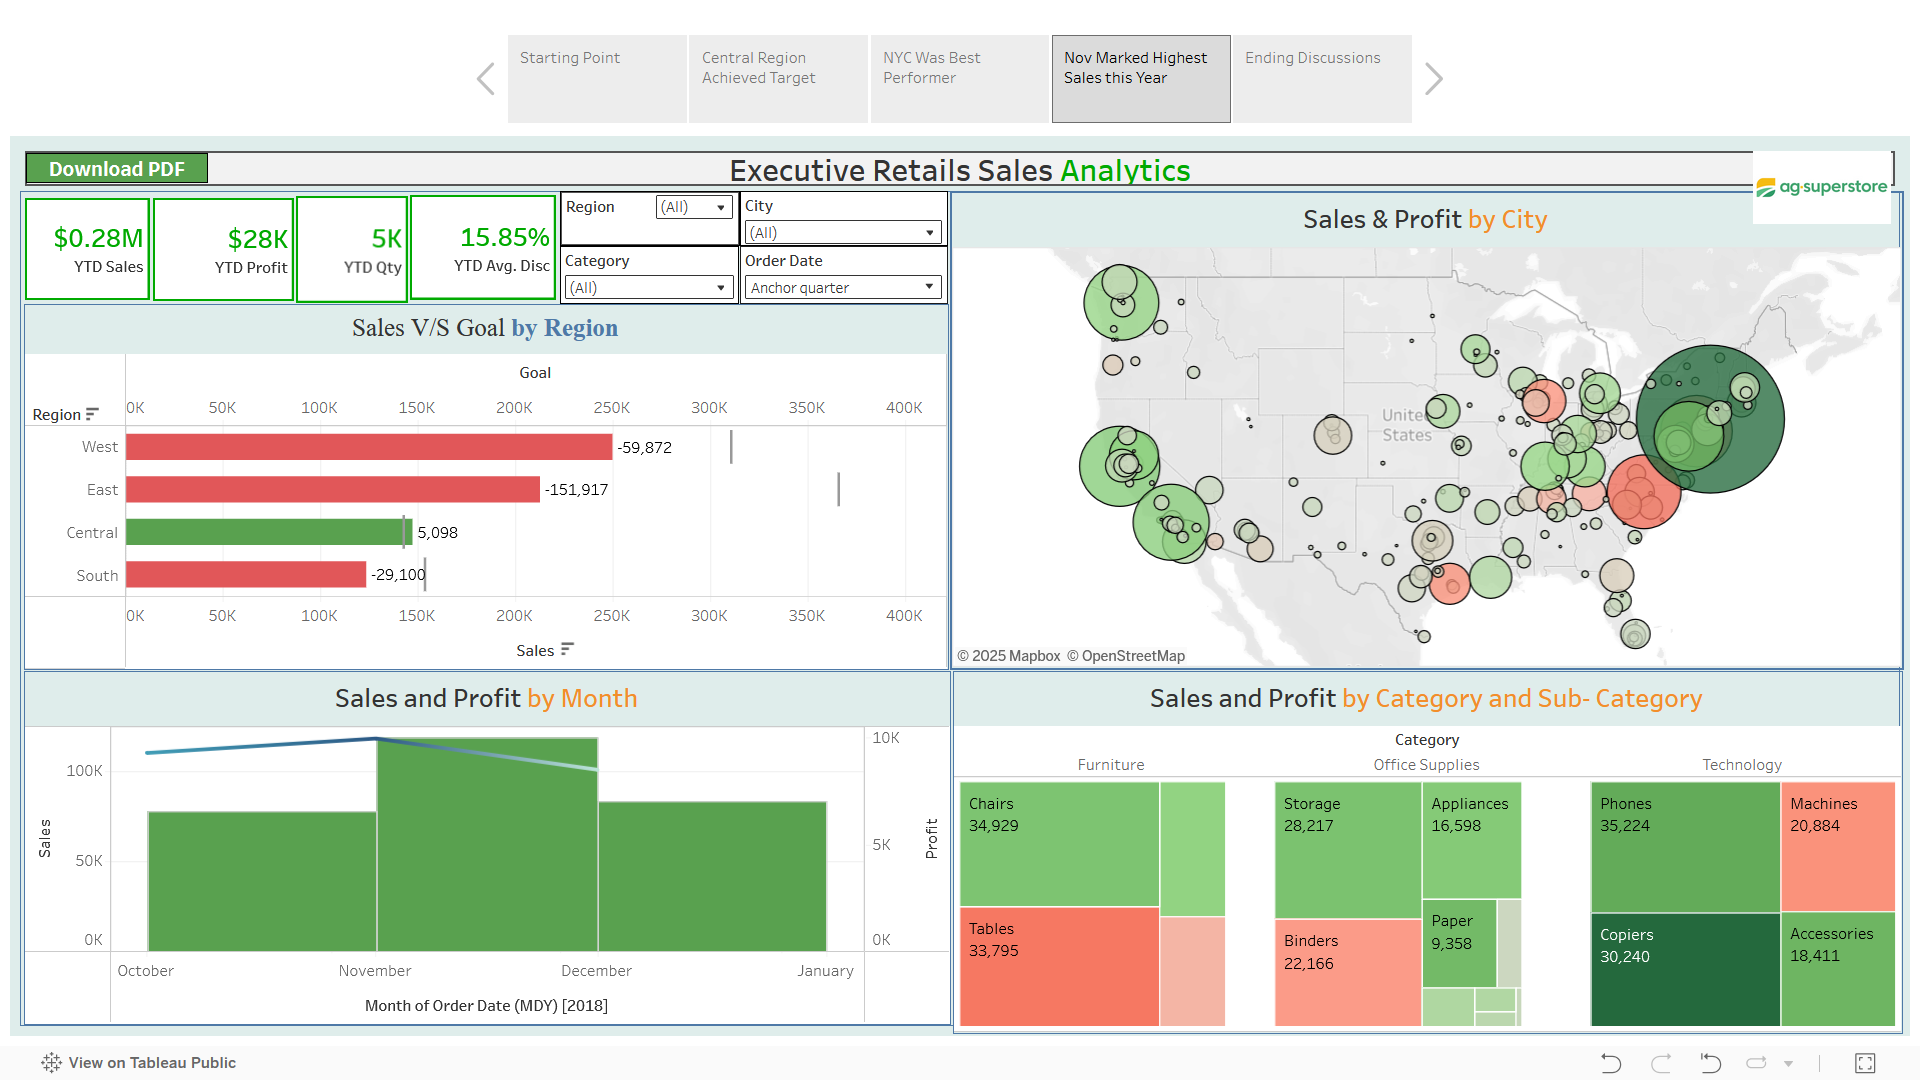 Starting Point
Central Region
Achieved Target
NYC Was Best
Performer
Nov Marked Highest
Sales this Year
Ending Discussions
Download PDF
Executive Retails Sales Analytics
ag-superstore
$0.28M
YTD Sales
$28K
YTD Profit
5K
YTD Qty
15.85%
YTD Avg. Disc
Region
(All)
City
(All)
Category
(All)
Order Date
Anchor quarter
Sales & Profit by City
United
States
© 2025 Mapbox © OpenStreetMap
Sales V/S Goal by Region
Goal
Region
0K 50K 100K 150K 200K 250K 300K 350K 400K
West -59,872
East -151,917
Central 5,098
South -29,100
0K 50K 100K 150K 200K 250K 300K 350K 400K
Sales
Sales and Profit by Month
Sales
100K
50K
0K
10K
5K
0K
Profit
October November December January
Month of Order Date (MDY) [2018]
Sales and Profit by Category and Sub- Category
Category
Furniture Office Supplies Technology
Chairs
34,929
Tables
33,795
Storage
28,217
Appliances
16,598
Binders
22,166
Paper
9,358
Phones
35,224
Machines
20,884
Copiers
30,240
Accessories
18,411
View on Tableau Public